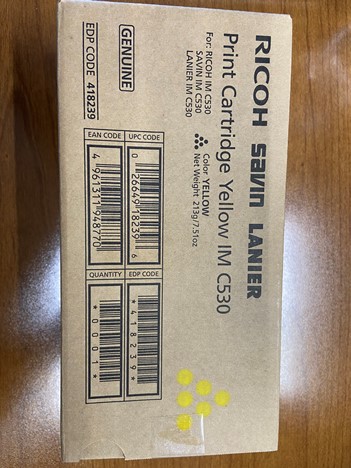 RICOH Savin LANIER
Print Cartridge Yellow IM C530
For: RICOH IM C530
SAVIN IM C530
LANIER IM C530
Color YELLOW
Net Weight 213g/7.51oz
GENUINE
EDP CODE 418239
UPC CODE
0 26649 18239 6
EDP CODE
*418239*
EAN CODE
4 961311 948770
QUANTITY
*0001*